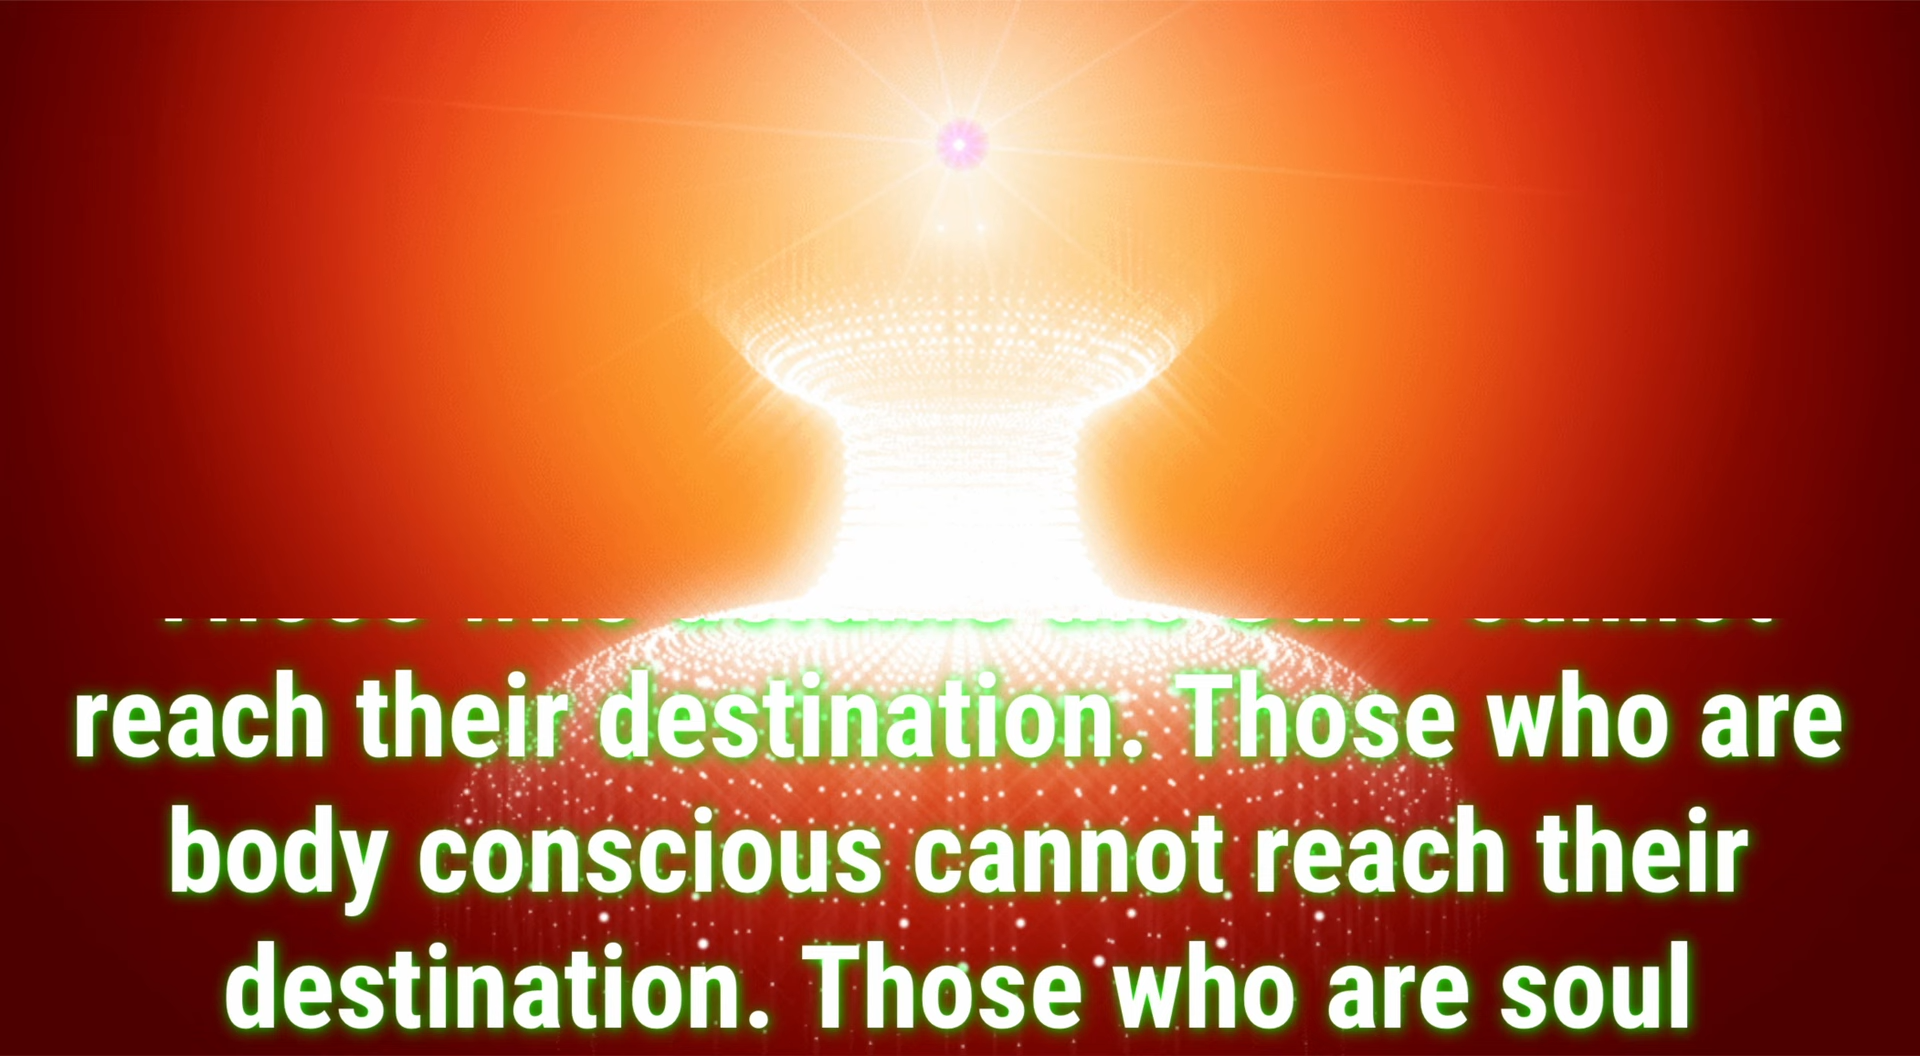 reach their destination. Those who are
body conscious cannot reach their
destination. Those who are soul